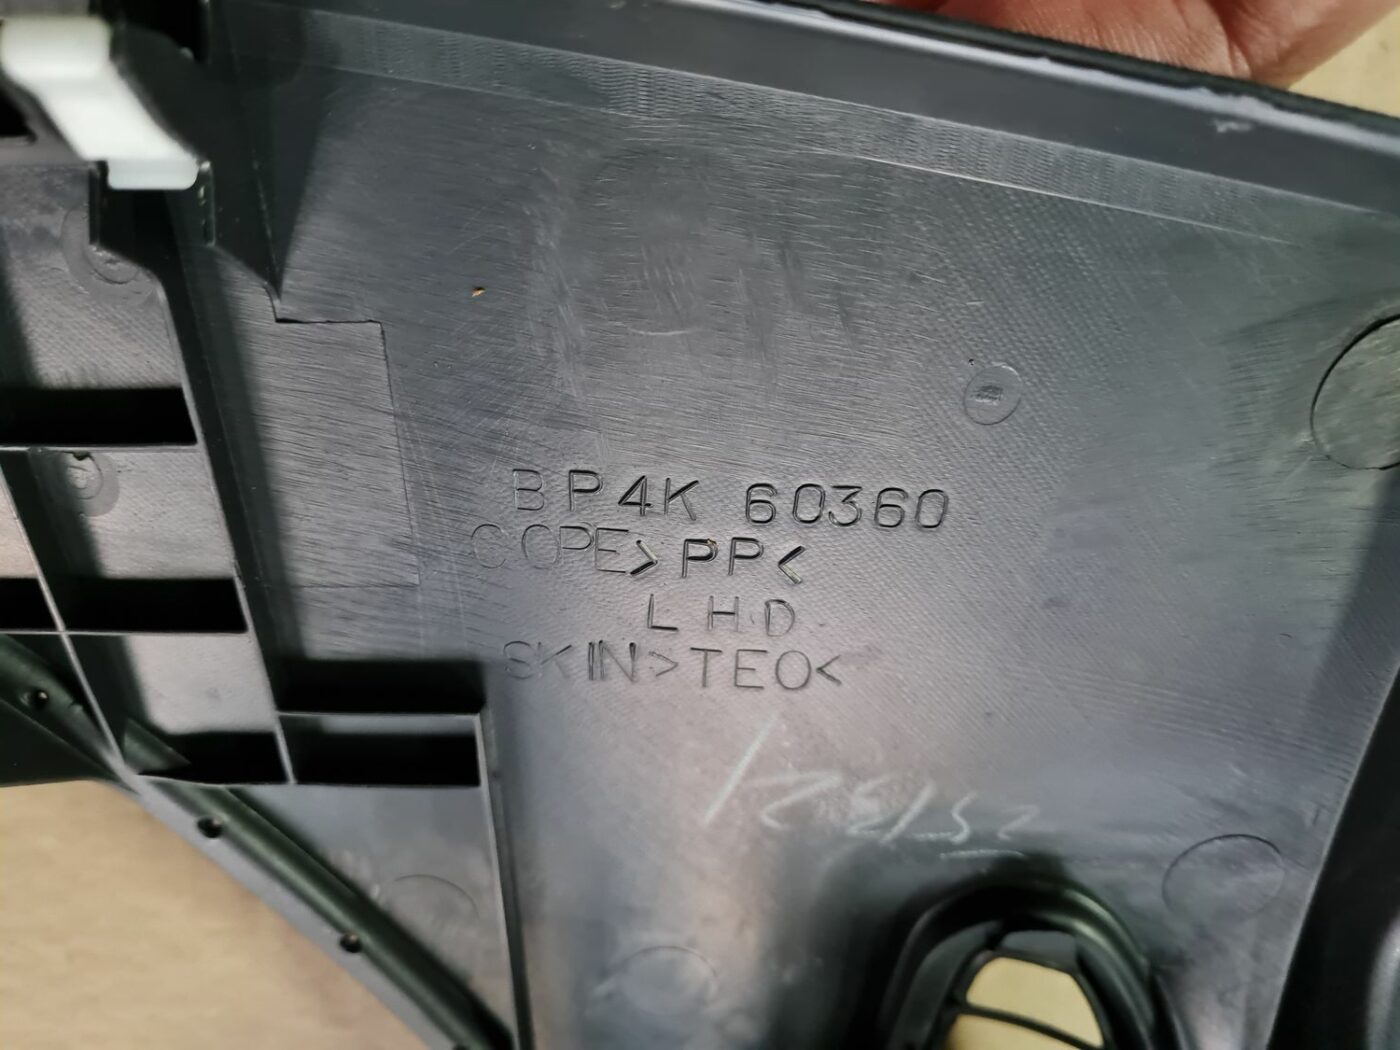 BP4K 60360
COPE>PP<
LHD
SKIN>TEO<